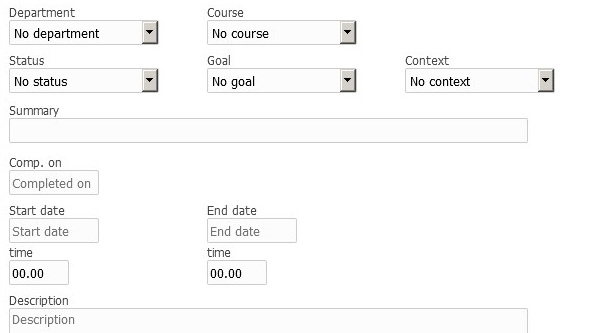 Department Course
No department No course
Status Goal Context
No status No goal No context
Summary
Comp. on
Completed on
Start date End date
Start date End date
time time
00.00 00.00
Description
Description